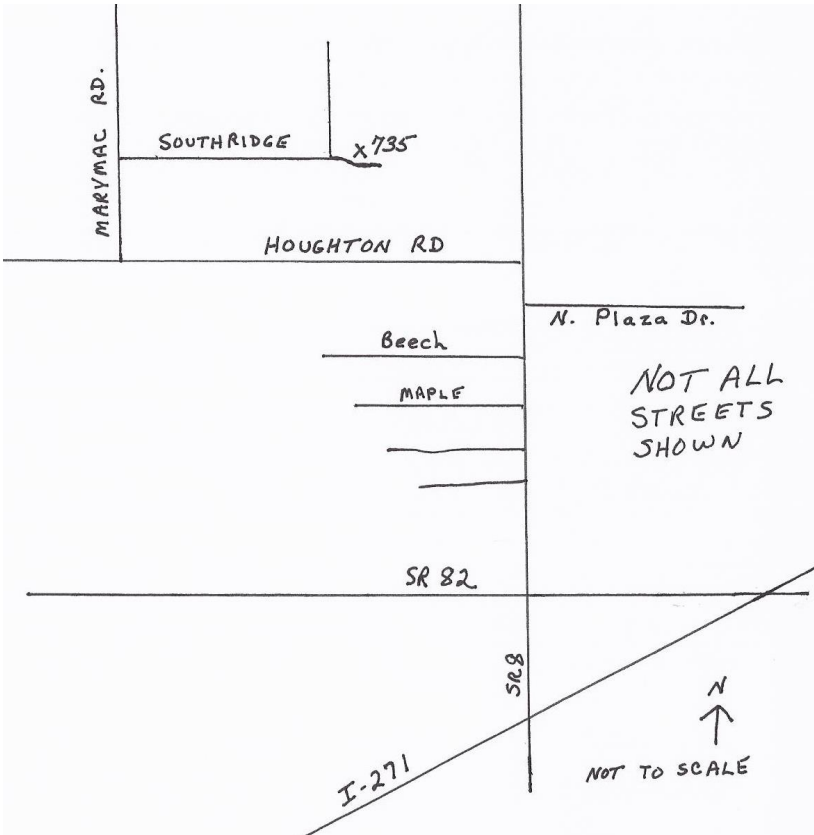 MARYMAC RD.
SOUTHRIDGE
x 735
HOUGHTON RD
N. Plaza Dr.
Beech
MAPLE
NOT ALL
STREETS
SHOWN
SR 82
SR8
I-271
N
NOT TO SCALE